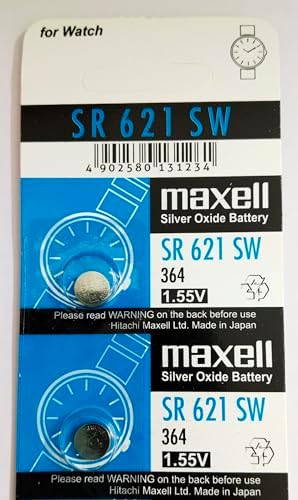 for Watch
SR 621 SW
4 902580 131234
maxell
Silver Oxide Battery
SR 621 SW
364
1.55V
Please read WARNING on the back before use
Hitachi Maxell Ltd. Made in Japan
maxell
Silver Oxide Battery
SR 621 SW
364
1.55V
Please read WARNING on the back before use
Hitachi Maxell Ltd. Made in Japan